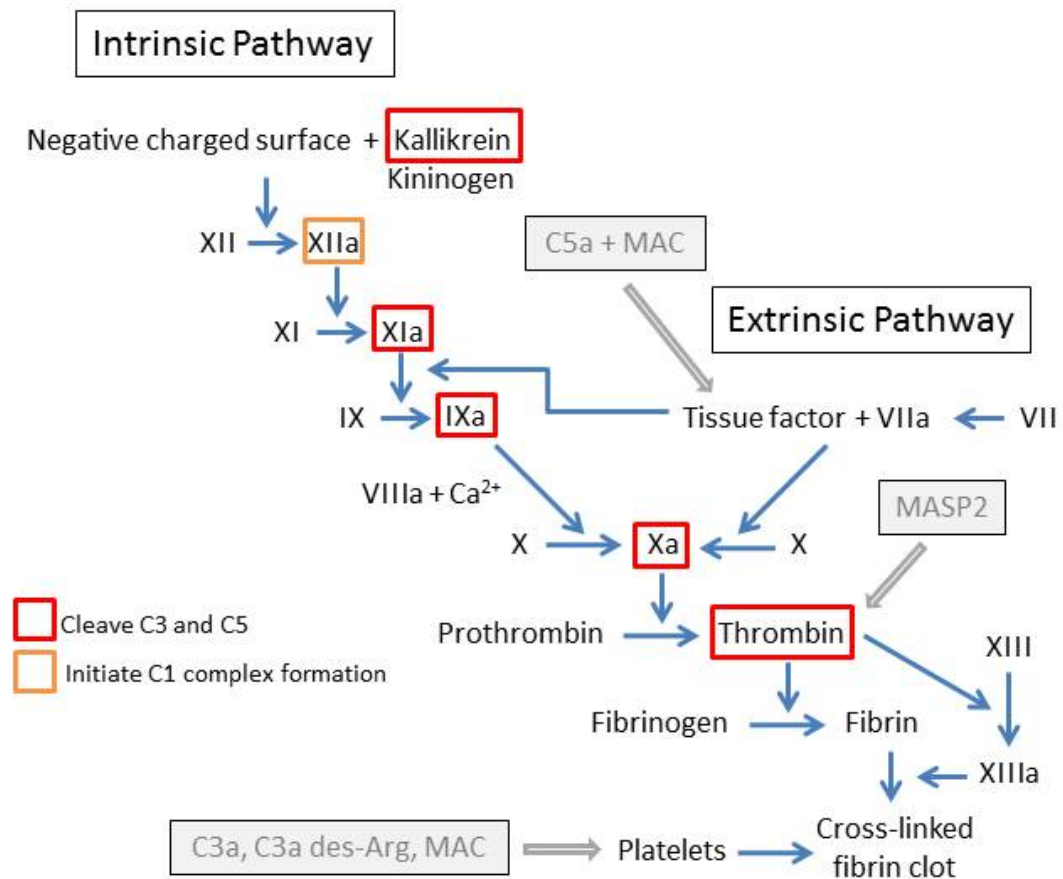 Intrinsic Pathway
Negative charged surface + Kallikrein
Kininogen
XII
XIIa
C5a + MAC
XI
XIa
Extrinsic Pathway
IX
IXa
Tissue factor + VIIa
VII
VIIIa + Ca²⁺
MASP2
X
Xa
X
Cleave C3 and C5
Prothrombin
Thrombin
XIII
Initiate C1 complex formation
Fibrinogen
Fibrin
XIIIa
C3a, C3a des-Arg, MAC
Platelets
Cross-linked
fibrin clot